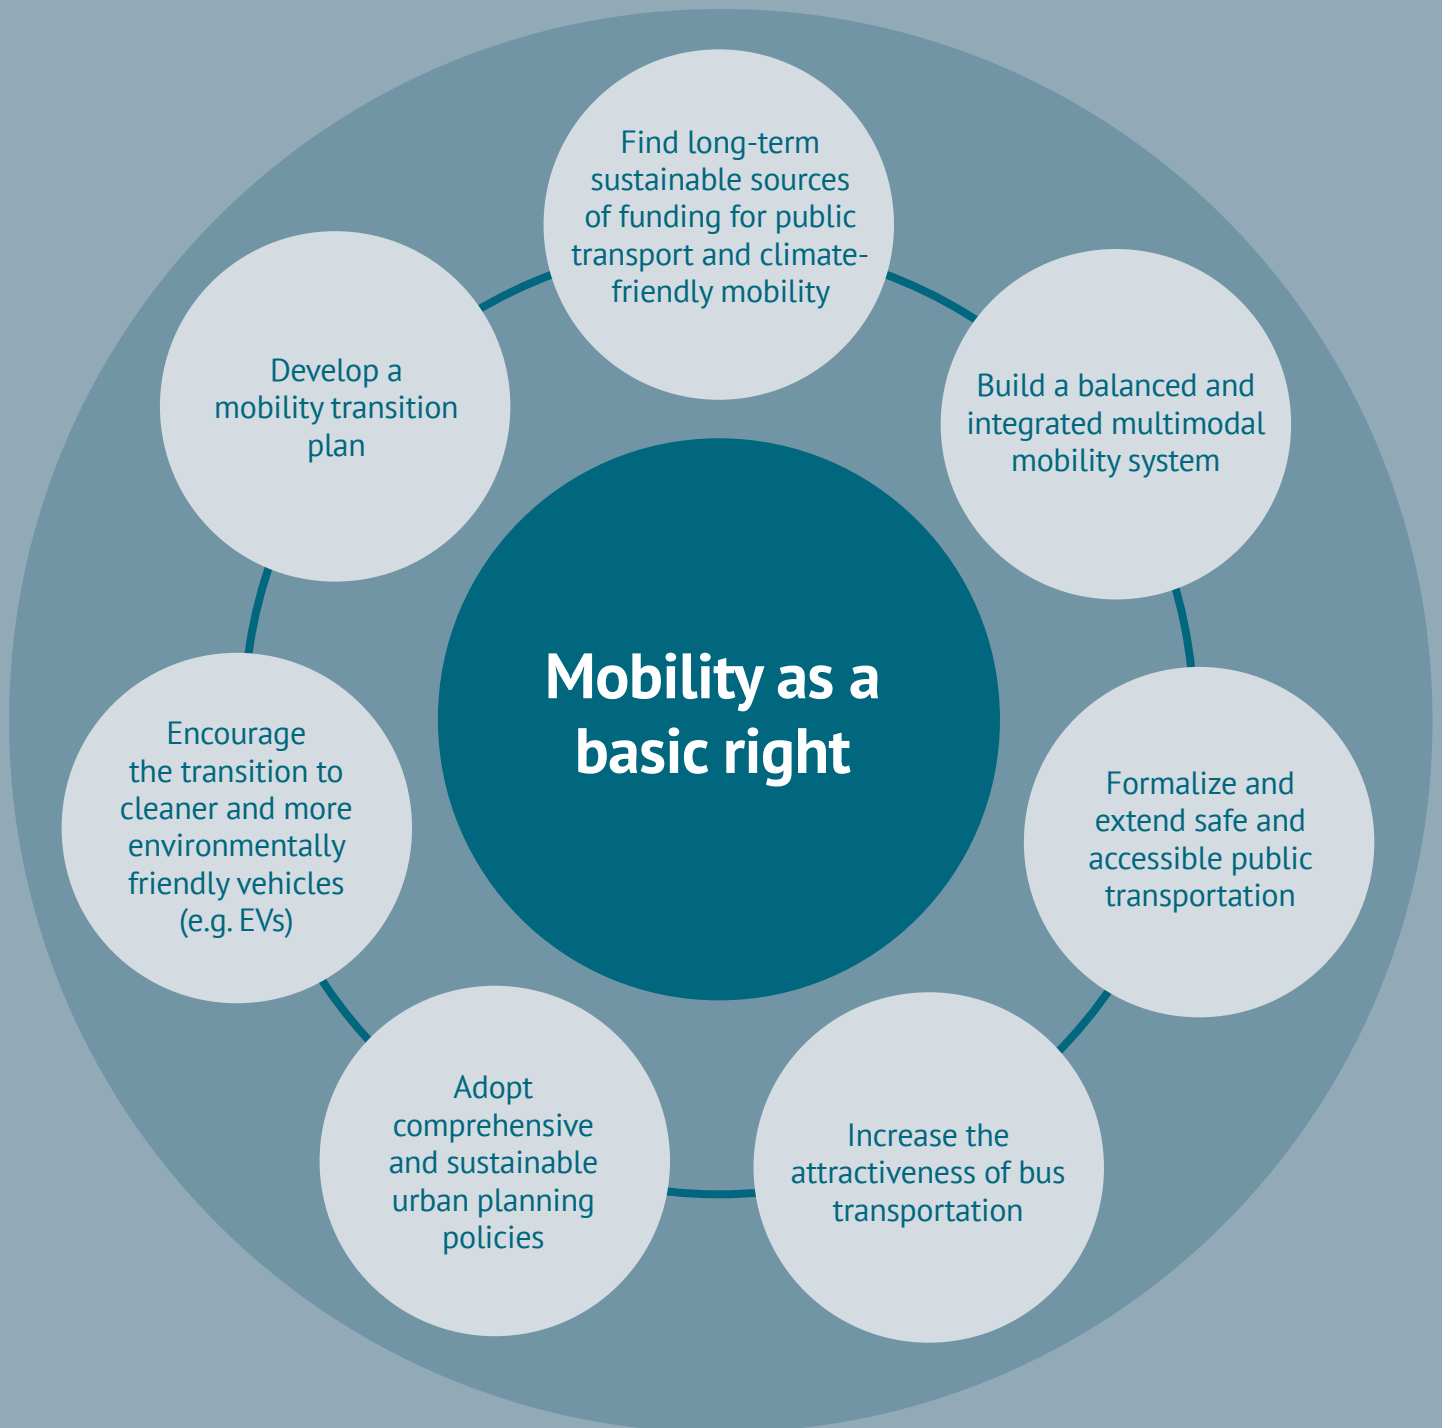 Find long-term
sustainable sources
of funding for public
transport and climate-
friendly mobility
Build a balanced and
integrated multimodal
mobility system
Formalize and
extend safe and
accessible public
transportation
Increase the
attractiveness of bus
transportation
Adopt
comprehensive
and sustainable
urban planning
policies
Encourage
the transition to
cleaner and more
environmentally
friendly vehicles
(e.g. EVs)
Develop a
mobility transition
plan
Mobility as a
basic right